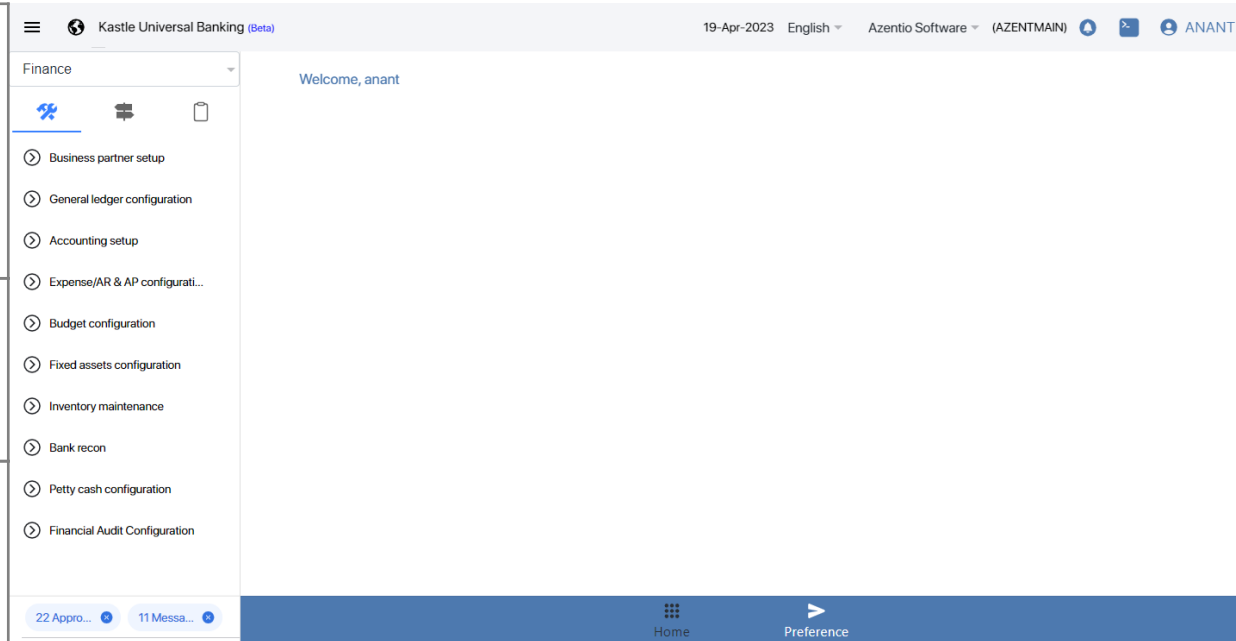 Kastle Universal Banking (Beta) 19-Apr-2023 English Azentio Software (AZENTMAIN) ANANT
Finance
Welcome, anant
Business partner setup
General ledger configuration
Accounting setup
Expense/AR & AP configurati...
Budget configuration
Fixed assets configuration
Inventory maintenance
Bank recon
Petty cash configuration
Financial Audit Configuration
22 Appro... 11 Messa...
Home Preference